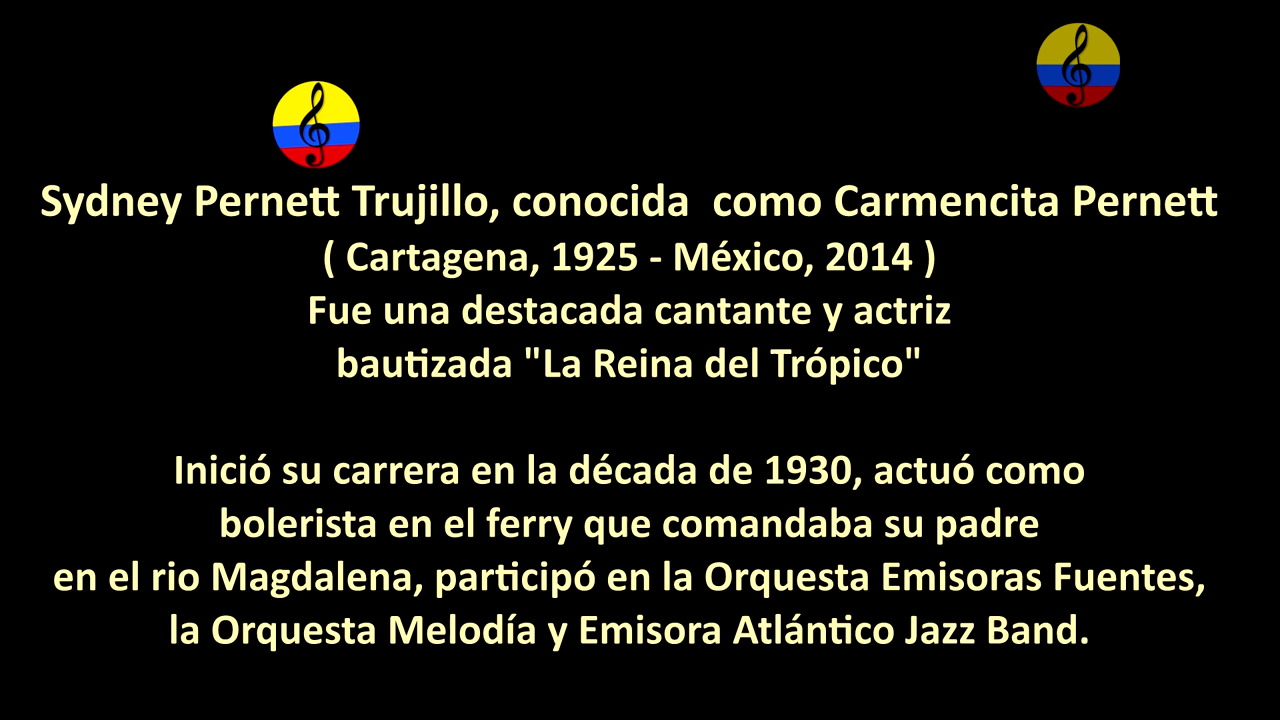 Sydney Pernett Trujillo, conocida  como Carmencita Pernett
( Cartagena, 1925 - México, 2014 )
Fue una destacada cantante y actriz
bautizada "La Reina del Trópico"
Inició su carrera en la década de 1930, actuó como
bolerista en el ferry que comandaba su padre
en el rio Magdalena, participó en la Orquesta Emisoras Fuentes,
la Orquesta Melodía y Emisora Atlántico Jazz Band.